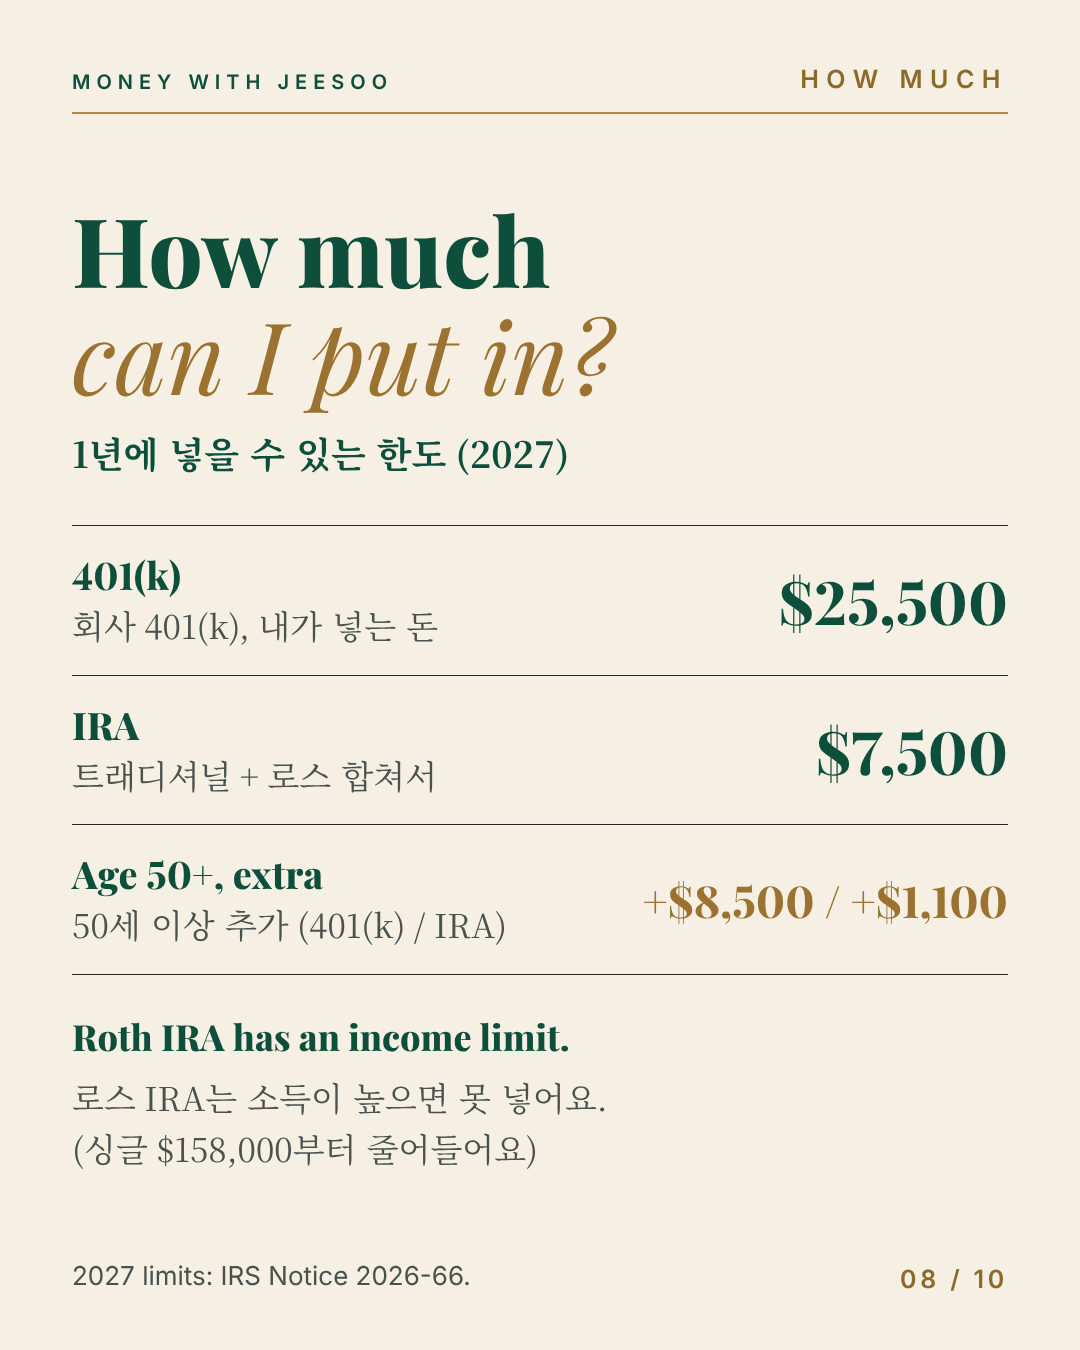 MONEY WITH JEESOO
HOW MUCH
How much
can I put in?
1년에 넣을 수 있는 한도 (2027)
401(k)
회사 401(k), 내가 넣는 돈
$25,500
IRA
트래디셔널 + 로스 합쳐서
$7,500
Age 50+, extra
50세 이상 추가 (401(k) / IRA)
+$8,500 / +$1,100
Roth IRA has an income limit.
로스 IRA는 소득이 높으면 못 넣어요.
(싱글 $158,000부터 줄어들어요)
2027 limits: IRS Notice 2026-66.
08 / 10